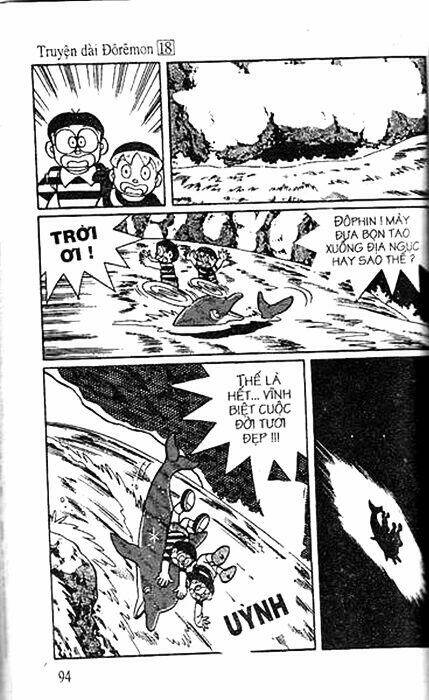 Truyện dài Đôrêmon 18
TRỜI
ƠI !
ĐÔPHIN ! MÀY
ĐƯA BỌN TAO
XUỐNG ĐỊA NGỤC
HAY SAO THẾ ?
THẾ LÀ
HẾT... VĨNH
BIỆT CUỘC
ĐỜI TƯƠI
ĐẸP !!!
UỲNH
94